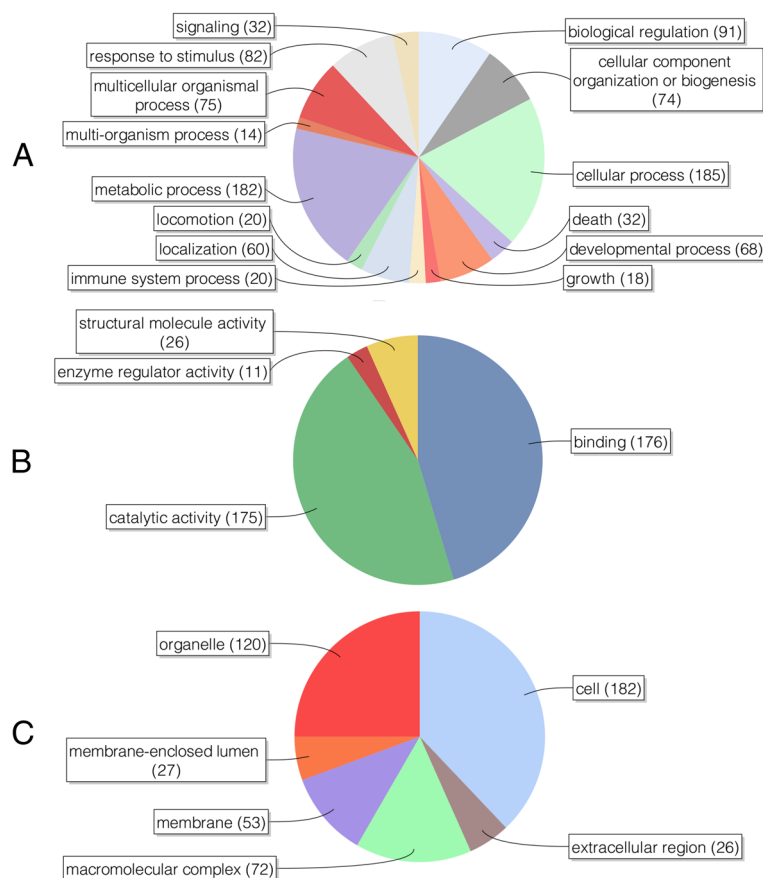 A
signaling (32)
response to stimulus (82)
multicellular organismal
process (75)
multi-organism process (14)
metabolic process (182)
locomotion (20)
localization (60)
immune system process (20)
biological regulation (91)
cellular component
organization or biogenesis
(74)
cellular process (185)
death (32)
developmental process (68)
growth (18)
B
structural molecule activity
(26)
enzyme regulator activity (11)
catalytic activity (175)
binding (176)
C
organelle (120)
membrane-enclosed lumen
(27)
membrane (53)
macromolecular complex (72)
cell (182)
extracellular region (26)